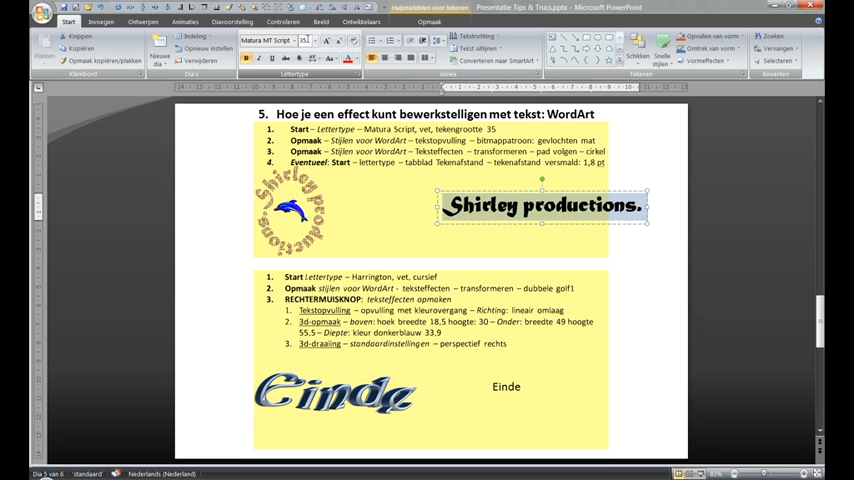 Hulpmiddelen voor tekenen
Presentatie Tips & Trucs.pptx - Microsoft PowerPoint
Start Invoegen Ontwerpen Animaties Diavoorstelling Controleren Beeld Ontwikkelaars Opmaak
Plakken
Knippen
Kopiëren
Opmaak kopiëren/plakken
Klembord
Nieuwe dia
Indeling
Opnieuw instellen
Verwijderen
Dia's
Matura MT Script
35
Lettertype
Tekstrichting
Tekst uitlijnen
Converteren naar SmartArt
Alinea
Schikken
Snelle stijlen
Opvullen van vorm
Omtrek van vorm
Vormeffecten
Tekenen
Zoeken
Vervangen
Selecteren
Bewerken
5. Hoe je een effect kunt bewerkstelligen met tekst: WordArt
1. Start – Lettertype – Matura Script, vet, tekengrootte 35
2. Opmaak – Stijlen voor WordArt – tekstopvulling – bitmappatroon: gevlochten mat
3. Opmaak – Stijlen voor WordArt – Teksteffecten – transformeren – pad volgen – cirkel
4. Eventueel: Start – lettertype – tabblad Tekenafstand – tekenafstand versmald: 1,8 pt
Shirley productions.
Shirley productions.
1. Start Lettertype – Harrington, vet, cursief
2. Opmaak stijlen voor WordArt - teksteffecten – transformeren – dubbele golf1
3. RECHTERMUISKNOP: teksteffecten opmaken
1. Tekstopvulling – opvulling met kleurovergang – Richting: lineair omlaag
2. 3d-opmaak – boven: hoek breedte 18,5 hoogte: 30 – Onder: breedte 49 hoogte
55,5 – Diepte: kleur donkerblauw 33,9
3. 3d-draaiing – standaardinstellingen – perspectief rechts
Einde
Einde
Dia 5 van 6
'standaard'
Nederlands (Nederland)